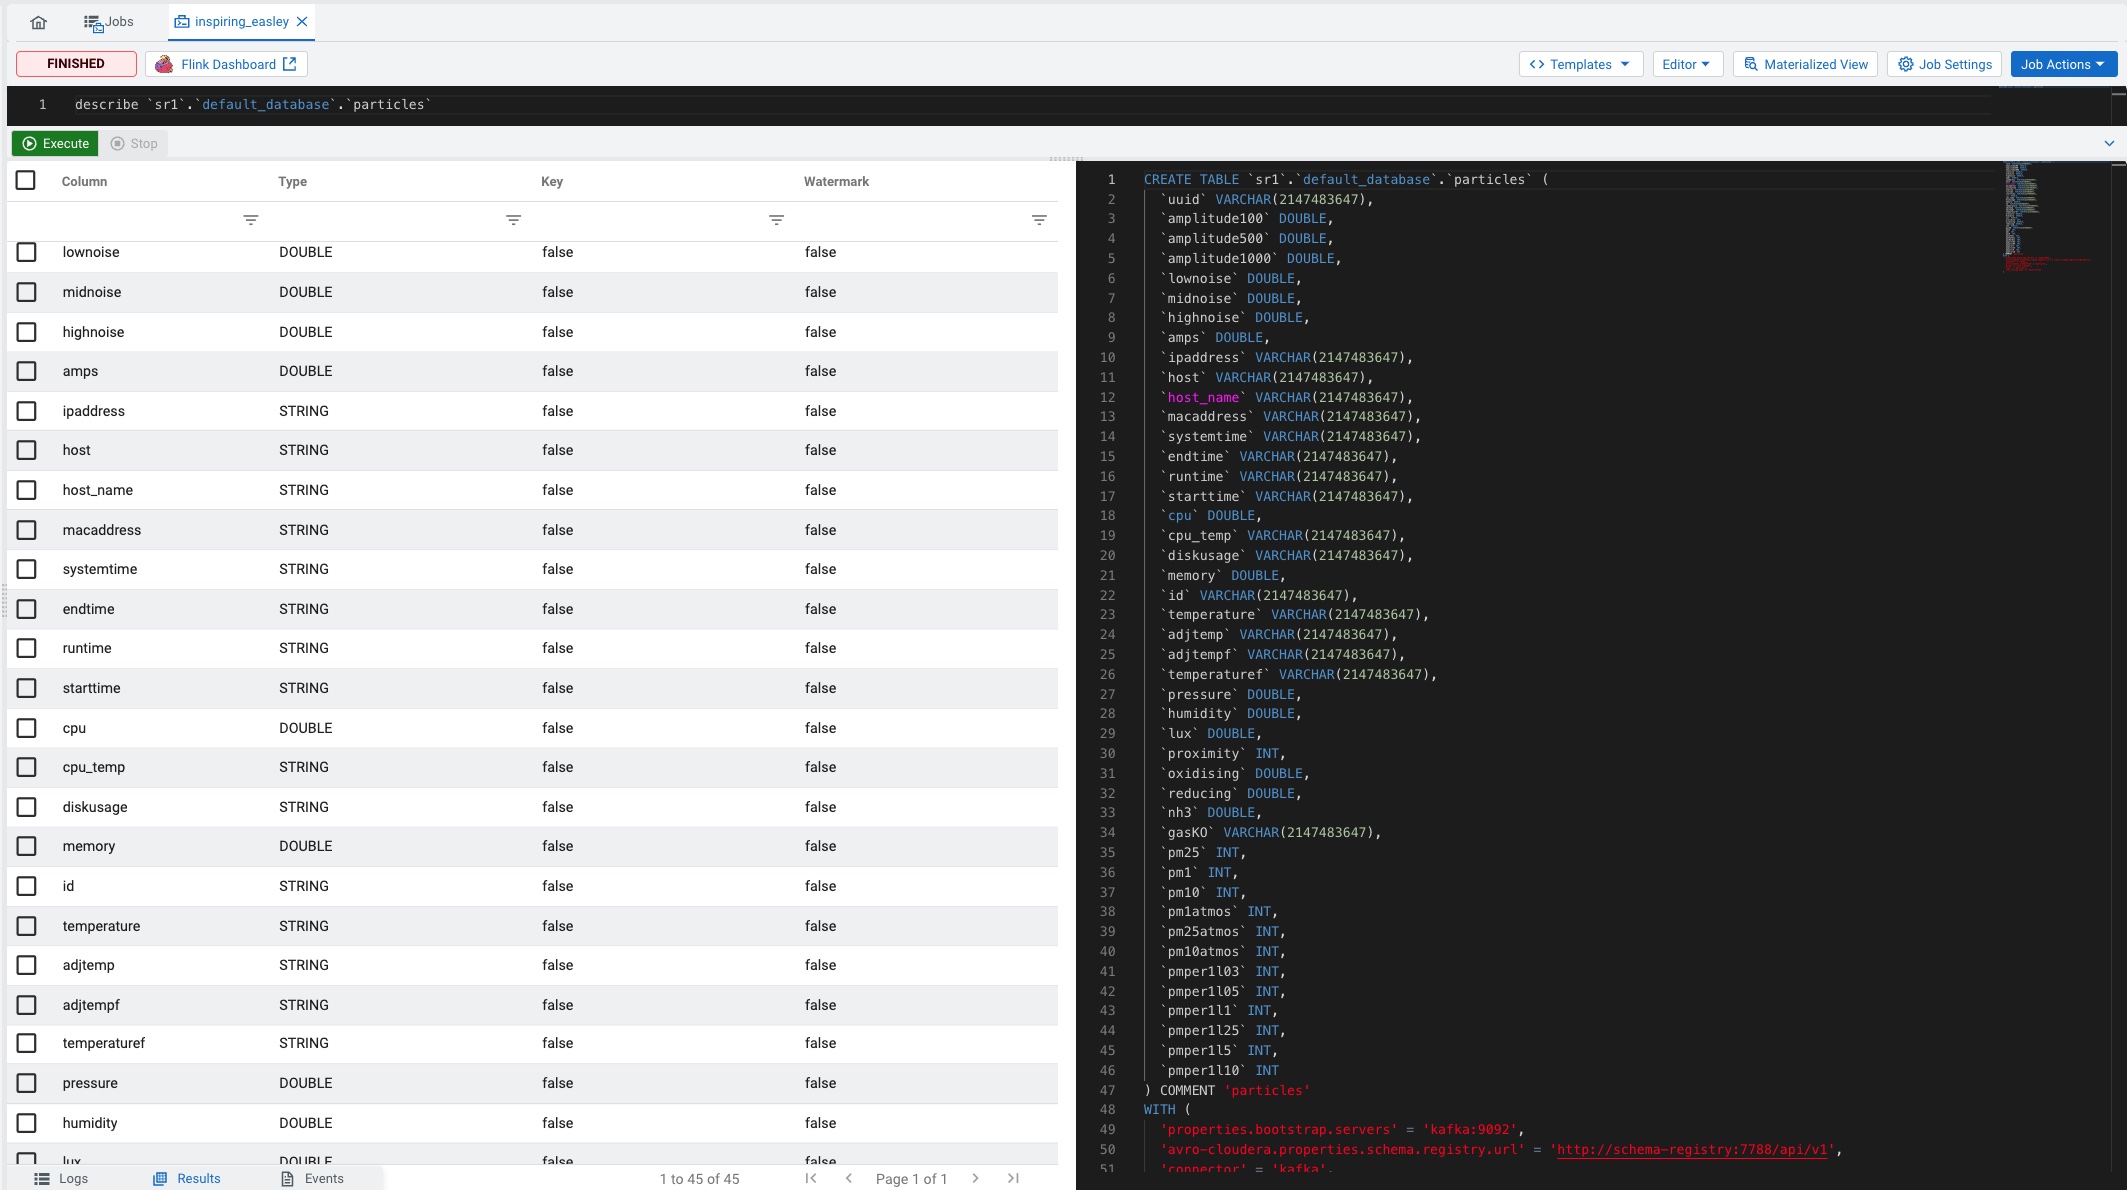 Jobs
inspiring_easley
FINISHED
Flink Dashboard
<> Templates
Editor
Materialized View
Job Settings
Job Actions
1 describe `sr1`.`default_database`.`particles`
Execute
Stop
Column Type Key Watermark
lownoise DOUBLE false false
midnoise DOUBLE false false
highnoise DOUBLE false false
amps DOUBLE false false
ipaddress STRING false false
host STRING false false
host_name STRING false false
macaddress STRING false false
systemtime STRING false false
endtime STRING false false
runtime STRING false false
starttime STRING false false
cpu DOUBLE false false
cpu_temp STRING false false
diskusage STRING false false
memory DOUBLE false false
id STRING false false
temperature STRING false false
adjtemp STRING false false
adjtempf STRING false false
temperaturef STRING false false
pressure DOUBLE false false
humidity DOUBLE false false
lux DOUBLE false false
Logs
Results
Events
1 to 45 of 45
Page 1 of 1
1 CREATE TABLE `sr1`.`default_database`.`particles` (
2 `uuid` VARCHAR(2147483647),
3 `amplitude100` DOUBLE,
4 `amplitude500` DOUBLE,
5 `amplitude1000` DOUBLE,
6 `lownoise` DOUBLE,
7 `midnoise` DOUBLE,
8 `highnoise` DOUBLE,
9 `amps` DOUBLE,
10 `ipaddress` VARCHAR(2147483647),
11 `host` VARCHAR(2147483647),
12 `host_name` VARCHAR(2147483647),
13 `macaddress` VARCHAR(2147483647),
14 `systemtime` VARCHAR(2147483647),
15 `endtime` VARCHAR(2147483647),
16 `runtime` VARCHAR(2147483647),
17 `starttime` VARCHAR(2147483647),
18 `cpu` DOUBLE,
19 `cpu_temp` VARCHAR(2147483647),
20 `diskusage` VARCHAR(2147483647),
21 `memory` DOUBLE,
22 `id` VARCHAR(2147483647),
23 `temperature` VARCHAR(2147483647),
24 `adjtemp` VARCHAR(2147483647),
25 `adjtempf` VARCHAR(2147483647),
26 `temperaturef` VARCHAR(2147483647),
27 `pressure` DOUBLE,
28 `humidity` DOUBLE,
29 `lux` DOUBLE,
30 `proximity` INT,
31 `oxidising` DOUBLE,
32 `reducing` DOUBLE,
33 `nh3` DOUBLE,
34 `gasKO` VARCHAR(2147483647),
35 `pm25` INT,
36 `pm1` INT,
37 `pm10` INT,
38 `pm1atmos` INT,
39 `pm25atmos` INT,
40 `pm10atmos` INT,
41 `pmper1l03` INT,
42 `pmper1l05` INT,
43 `pmper1l1` INT,
44 `pmper1l25` INT,
45 `pmper1l5` INT,
46 `pmper1l10` INT
47 ) COMMENT 'particles'
48 WITH (
49 'properties.bootstrap.servers' = 'kafka:9092',
50 'avro-cloudera.properties.schema.registry.url' = 'http://schema-registry:7788/api/v1',
51 'connector' = 'kafka',